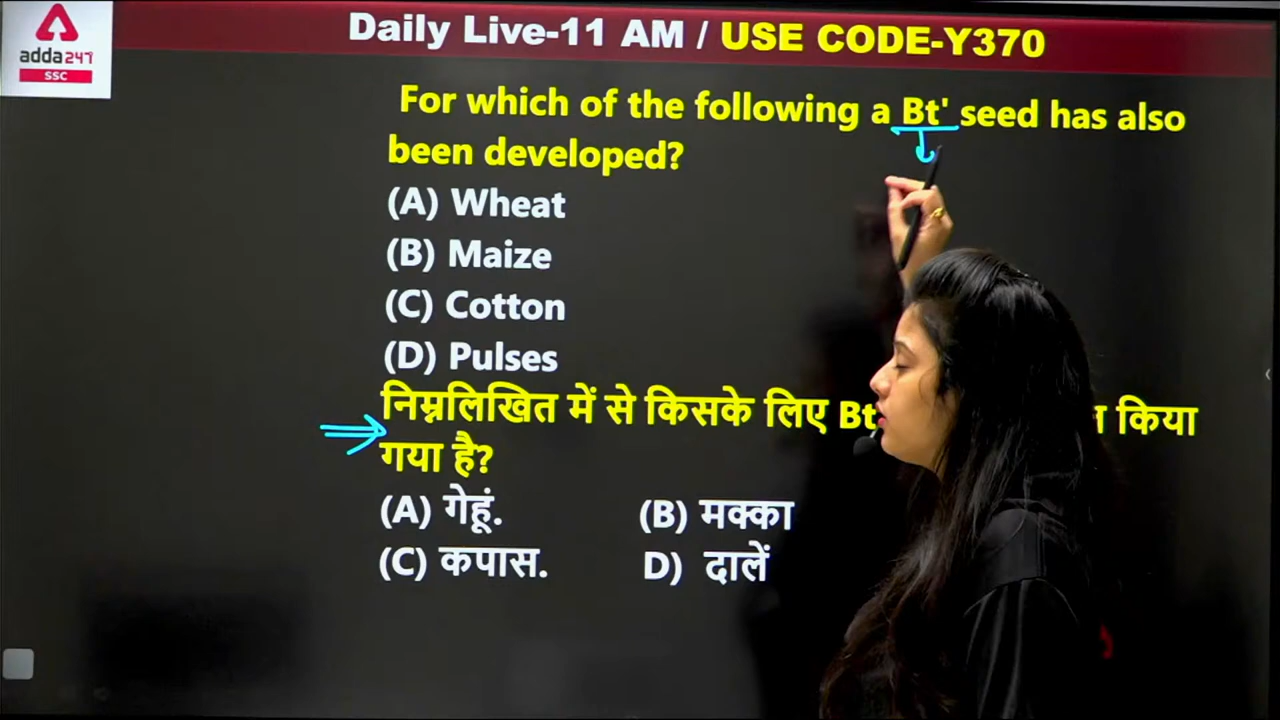 adda247
SSC
Daily Live-11 AM / USE CODE-Y370
For which of the following a Bt' seed has also
been developed?
(A) Wheat
(B) Maize
(C) Cotton
(D) Pulses
निम्नलिखित में से किसके लिए Bt किया
गया है?
(A) गेहूं. (B) मक्का
(C) कपास. D) दालें